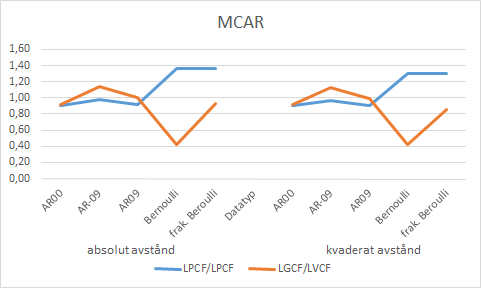 MCAR
1,60
1,40
1,20
1,00
0,80
0,60
0,40
0,20
0,00
AR00
AR-09
AR09
Bernoulli
frak. Beroulli
Datatyp
AR00
AR-09
AR09
Bernoulli
frak. Beroulli
absolut avstånd
kvaderat avstånd
LPCF/LPCF
LGCF/LVCF